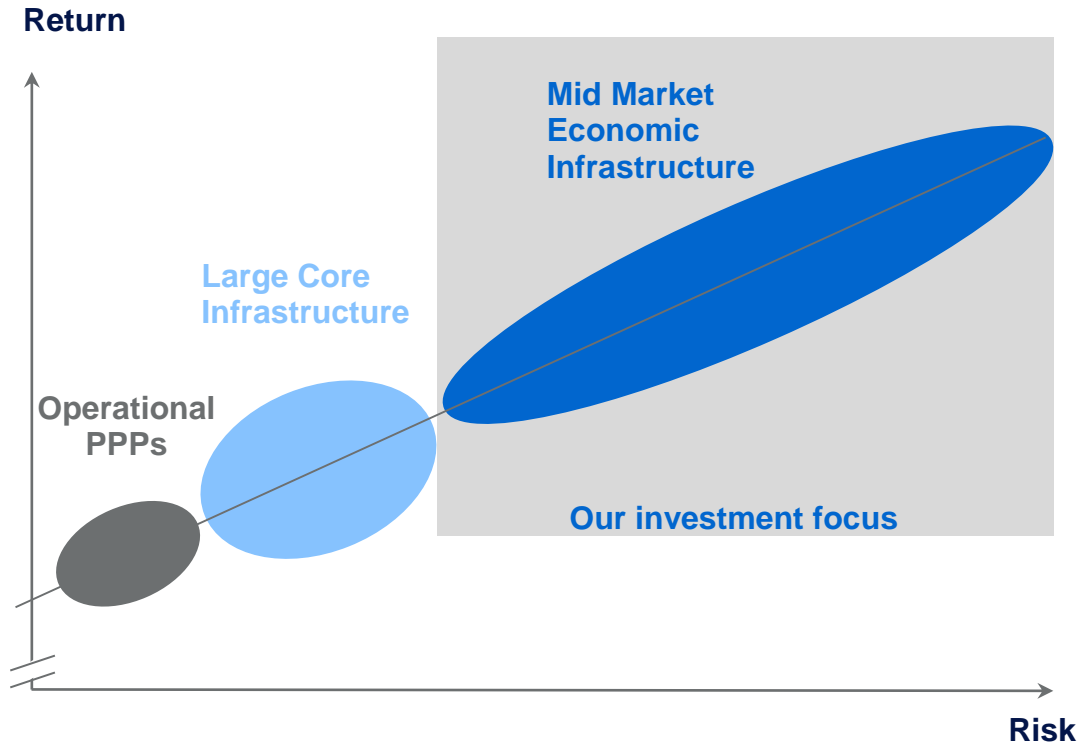 Return
Mid Market
Economic
Infrastructure
Large Core
Infrastructure
Operational
PPPs
Our investment focus
Risk